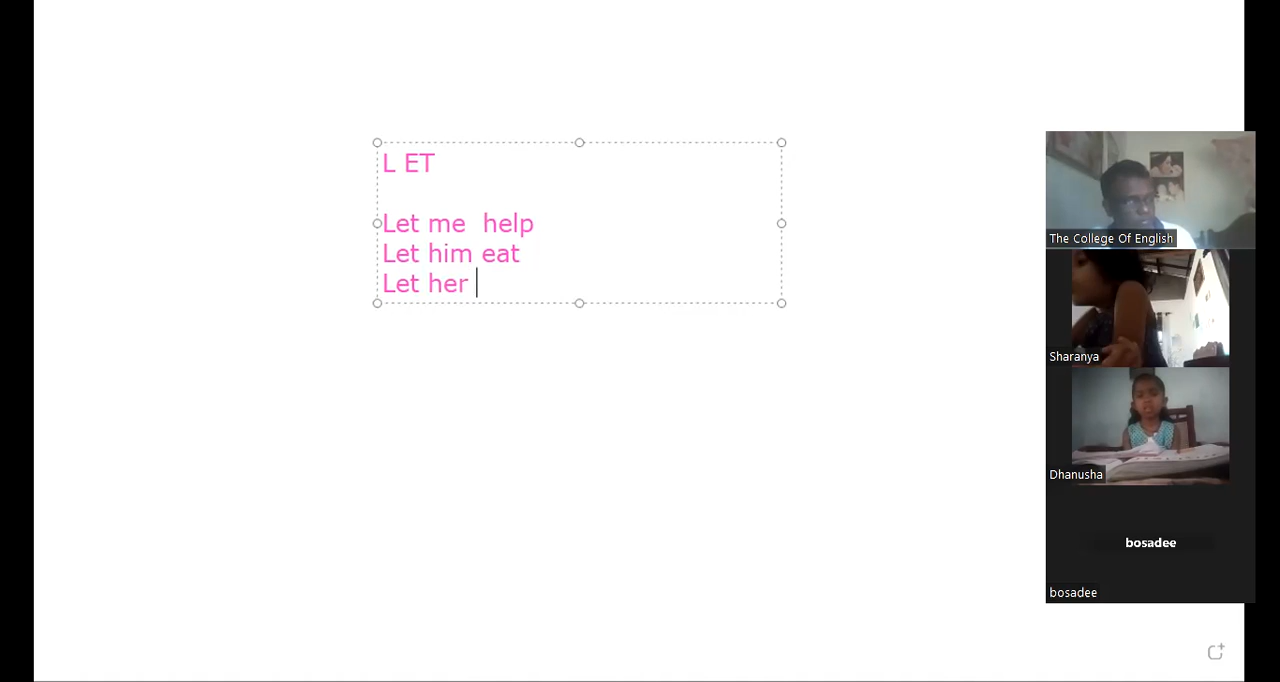 L ET
Let me  help
Let him eat
Let her
The College Of English
Sharanya
Dhanusha
bosadee
bosadee